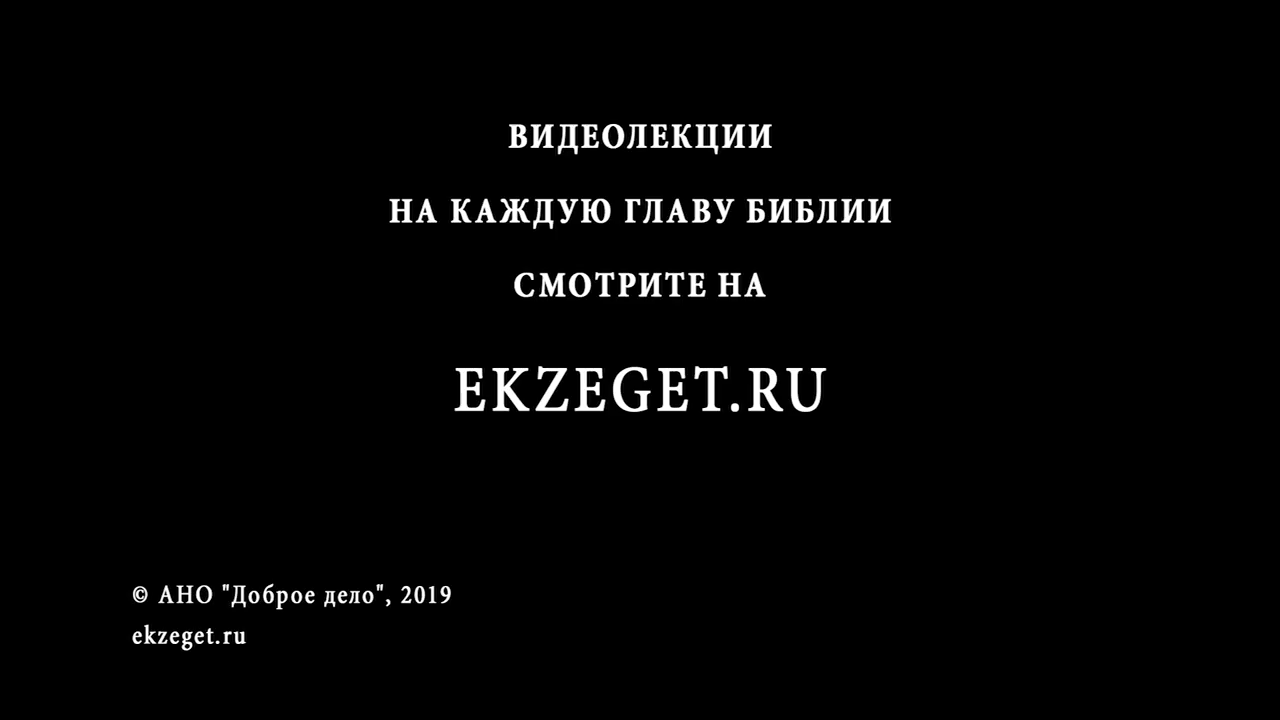 ВИДЕОЛЕКЦИИ
НА КАЖДУЮ ГЛАВУ БИБЛИИ
СМОТРИТЕ НА
EKZEGET.RU
© АНО "Доброе дело", 2019
ekzeget.ru